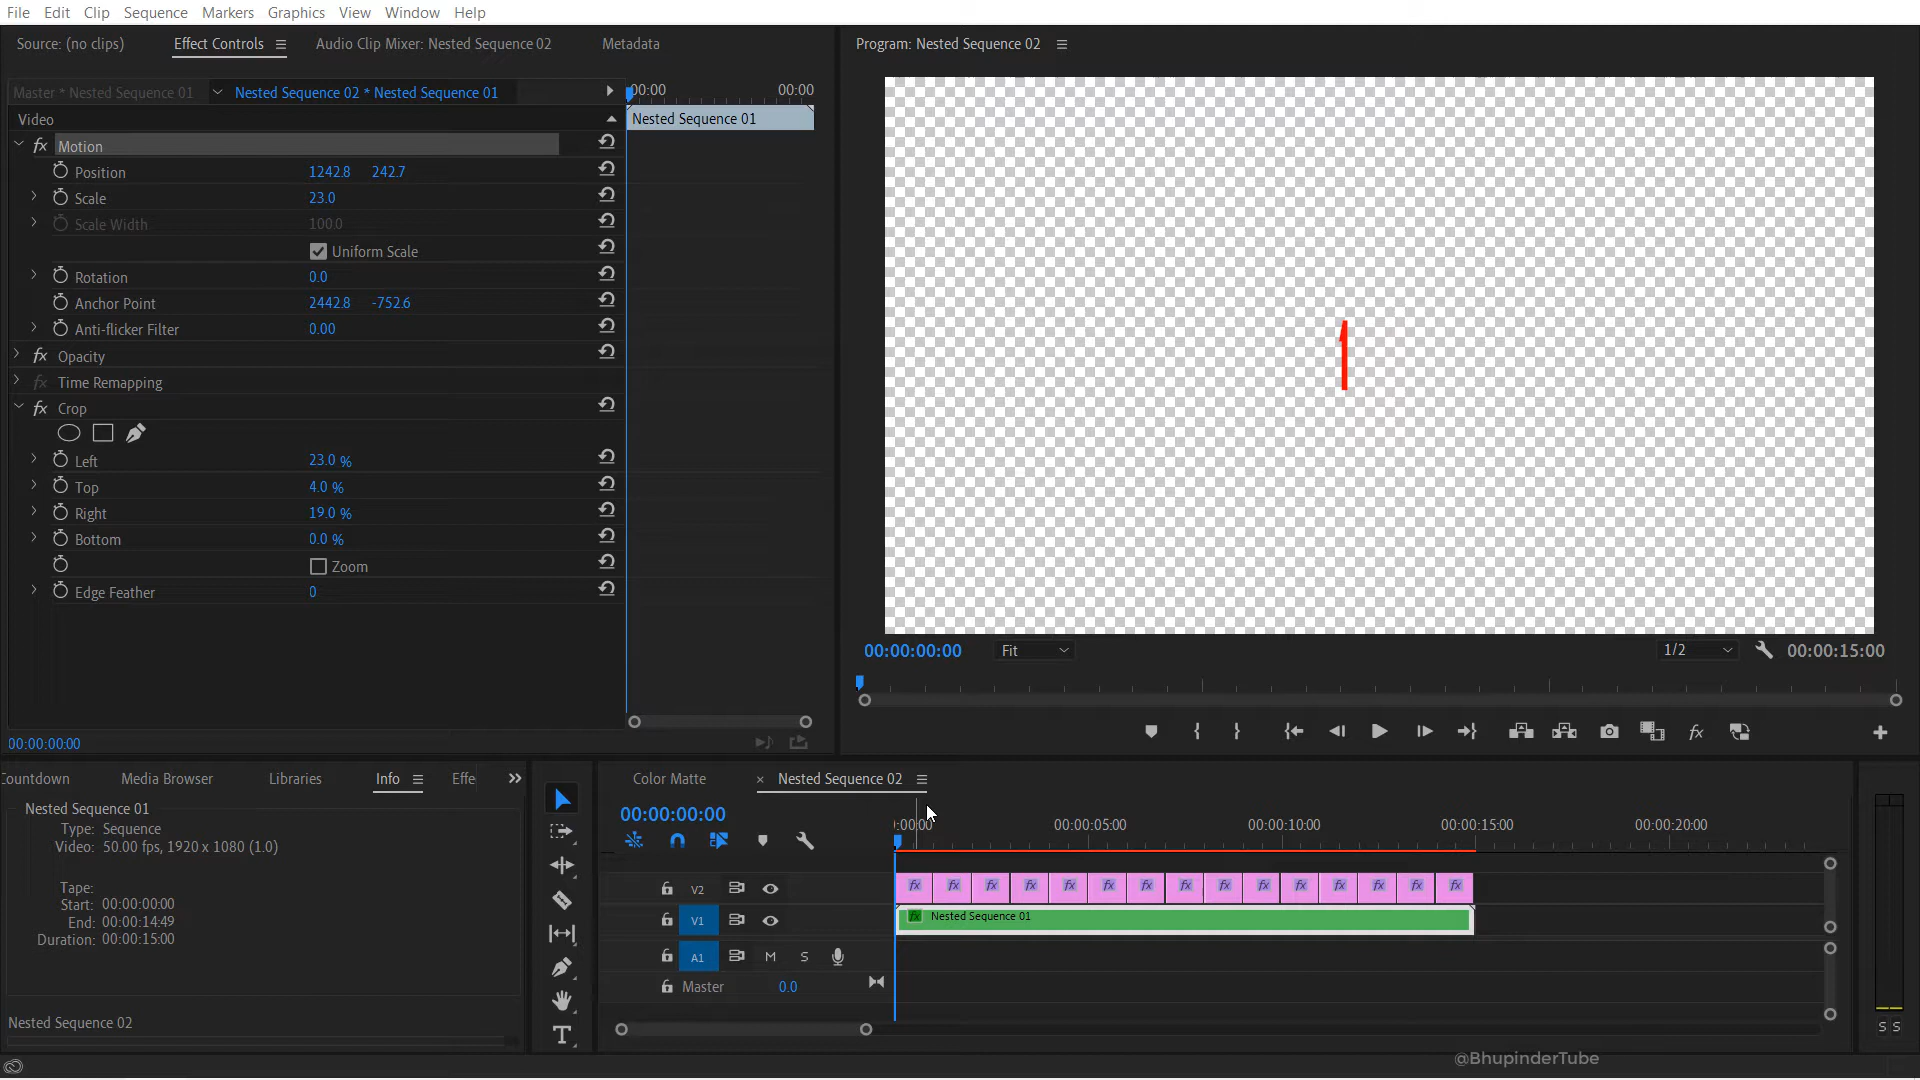 File Edit Clip Sequence Markers Graphics View Window Help
Source: (no clips) Effect Controls Audio Clip Mixer: Nested Sequence 02 Metadata
Program: Nested Sequence 02
Master * Nested Sequence 01 Nested Sequence 02 * Nested Sequence 01
00:00 00:00
Video
Nested Sequence 01
fx Motion
Position 1242.8 242.7
Scale 23.0
Scale Width 100.0
Uniform Scale
Rotation 0.0
Anchor Point 2442.8 -752.6
Anti-flicker Filter 0.00
fx Opacity
fx Time Remapping
fx Crop
Left 23.0 %
Top 4.0 %
Right 19.0 %
Bottom 0.0 %
Zoom
Edge Feather 0
00:00:00:00
1
00:00:00:00 Fit 1/2 00:00:15:00
fx
ountdown Media Browser Libraries Info Effe
Nested Sequence 01
Type: Sequence
Video: 50.00 fps, 1920 x 1080 (1.0)
Tape:
Start: 00:00:00:00
End: 00:00:14:49
Duration: 00:00:15:00
Nested Sequence 02
T
Color Matte × Nested Sequence 02
00:00:00:00
:00:00 00:00:05:00 00:00:10:00 00:00:15:00 00:00:20:00
V2 fx fx fx fx fx fx fx fx fx fx fx fx fx fx fx
V1 fx Nested Sequence 01
A1 M S
Master 0.0
S S
@BhupinderTube